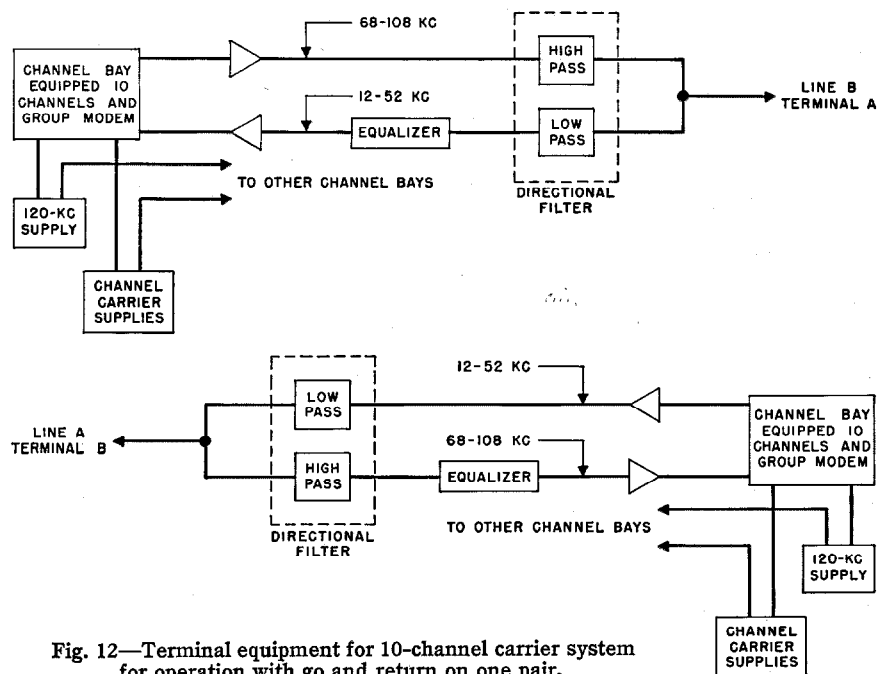 68-108 KC
CHANNEL BAY
EQUIPPED 10
CHANNELS AND
GROUP MODEM
HIGH
PASS
12-52 KC
EQUALIZER
LOW
PASS
LINE B
TERMINAL A
TO OTHER CHANNEL BAYS
DIRECTIONAL
FILTER
120-KC
SUPPLY
CHANNEL
CARRIER
SUPPLIES
12-52 KC
LOW
PASS
CHANNEL BAY
EQUIPPED 10
CHANNELS AND
GROUP MODEM
LINE A
TERMINAL B
68-108 KC
HIGH
PASS
EQUALIZER
TO OTHER CHANNEL BAYS
DIRECTIONAL
FILTER
120-KC
SUPPLY
CHANNEL
CARRIER
SUPPLIES
Fig. 12—Terminal equipment for 10-channel carrier system
for operation with go and return on one pair.